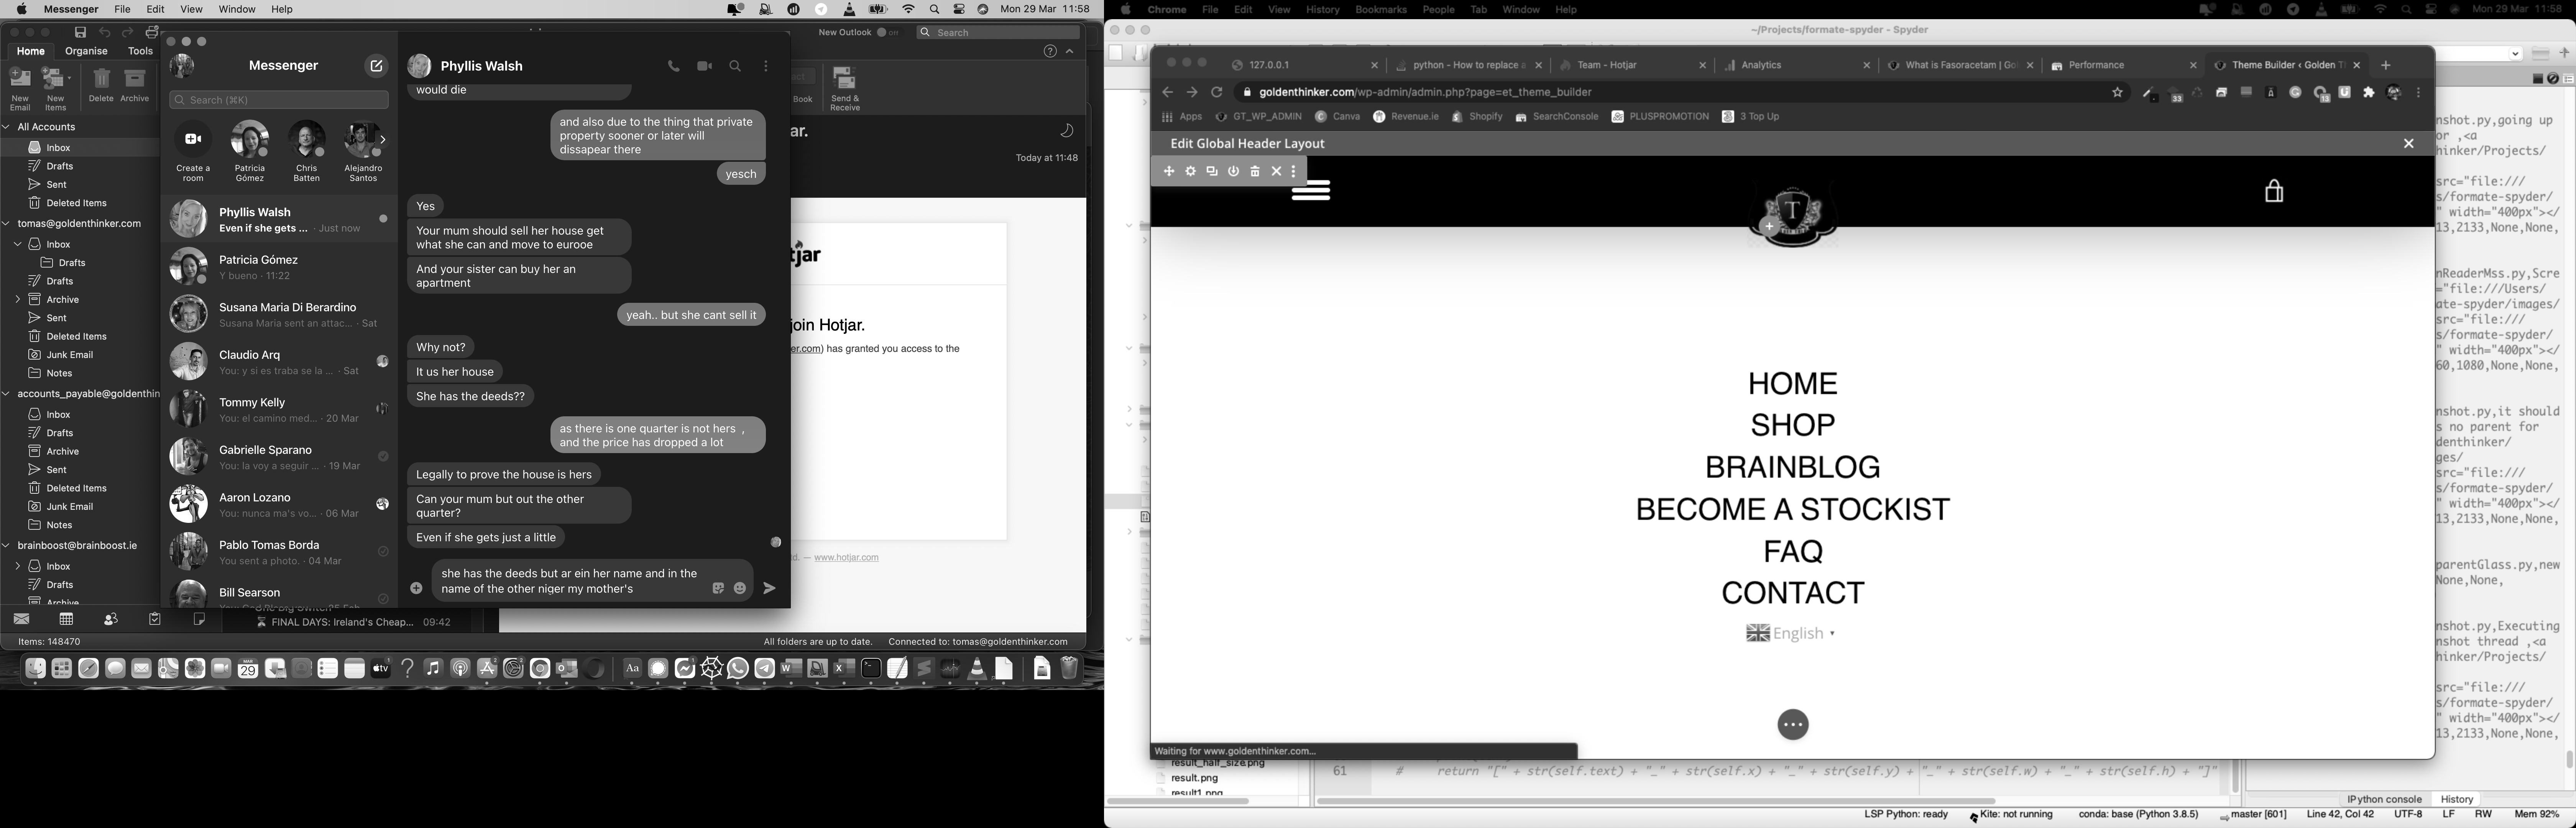 Messenger File Edit View Window Help
Mon 29 Mar 11:58
New Outlook
Search
Home Organise Tools
New Email
New Items
Delete
Archive
Book
Send & Receive
All Accounts
Inbox
Drafts
Sent
Deleted Items
tomas@goldenthinker.com
Inbox
Drafts
Drafts
Archive
Sent
Deleted Items
Junk Email
Notes
accounts_payable@goldenthin
Inbox
Drafts
Archive
Sent
Deleted Items
Junk Email
Notes
brainboost@brainboost.ie
Inbox
Drafts
Archive
Items: 148470
Messenger
Search (⌘K)
Create a room
Patricia Gómez
Chris Batten
Alejandro Santos
Phyllis Walsh
Even if she gets ... · Just now
Patricia Gómez
Y bueno · 11:22
Susana Maria Di Berardino
Susana Maria sent an attac... · Sat
Claudio Arq
You: y si es traba se la ... · Sat
Tommy Kelly
You: el camino med... · 20 Mar
Gabrielle Sparano
You: la voy a seguir ... · 19 Mar
Aaron Lozano
You: nunca ma's vo... · 06 Mar
Pablo Tomas Borda
You sent a photo. · 04 Mar
Bill Searson
FINAL DAYS: Ireland's Cheap... 09:42
Phyllis Walsh
would die
and also due to the thing that private
property sooner or later will
dissapear there
yesch
Yes
Your mum should sell her house get
what she can and move to eurooe
And your sister can buy her an
apartment
yeah.. but she cant sell it
Why not?
It us her house
She has the deeds??
as there is one quarter is not hers ,
and the price has dropped a lot
Legally to prove the house is hers
Can your mum but out the other
quarter?
Even if she gets just a little
she has the deeds but ar ein her name and in the
name of the other niger my mother's
ar.
Today at 11:48
tjar
join Hotjar.
er.com) has granted you access to the
td. — www.hotjar.com
All folders are up to date. Connected to: tomas@goldenthinker.com
Chrome File Edit View History Bookmarks People Tab Window Help
Mon 29 Mar 11:58
~/Projects/formate-spyder - Spyder
127.0.0.1
python - How to replace a
Team - Hotjar
Analytics
What is Fasoracetam | Go
Performance
Theme Builder ‹ Golden T
goldenthinker.com/wp-admin/admin.php?page=et_theme_builder
Apps GT_WP_ADMIN Canva Revenue.ie Shopify SearchConsole PLUSPROMOTION 3 Top Up
Edit Global Header Layout
T
HOME
SHOP
BRAINBLOG
BECOME A STOCKIST
FAQ
CONTACT
English
Waiting for www.goldenthinker.com...
result_half_size.png
result.png
result1.png
61 # return "[" + str(self.text) + "_" + str(self.x) + "_" + str(self.y) + "_" + str(self.w) + "_" + str(self.h) + "]"
nshot.py,going up
or ,<a
hinker/Projects/
src="file:///
s/formate-spyder/
" width="400px"></
13,2133,None,None,
nReaderMss.py,Scre
="file:///Users/
ate-spyder/images/
src="file:///
s/formate-spyder/
" width="400px"></
60,1080,None,None,
nshot.py,it should
s no parent for
denthinker/
ges/
src="file:///
s/formate-spyder/
" width="400px"></
13,2133,None,None,
parentGlass.py,new
None,None,
nshot.py,Executing
nshot thread ,<a
hinker/Projects/
src="file:///
s/formate-spyder/
" width="400px"></
13,2133,None,None,
IPython console History
LSP Python: ready Kite: not running conda: base (Python 3.8.5) master [601] Line 42, Col 42 UTF-8 LF RW Mem 92%